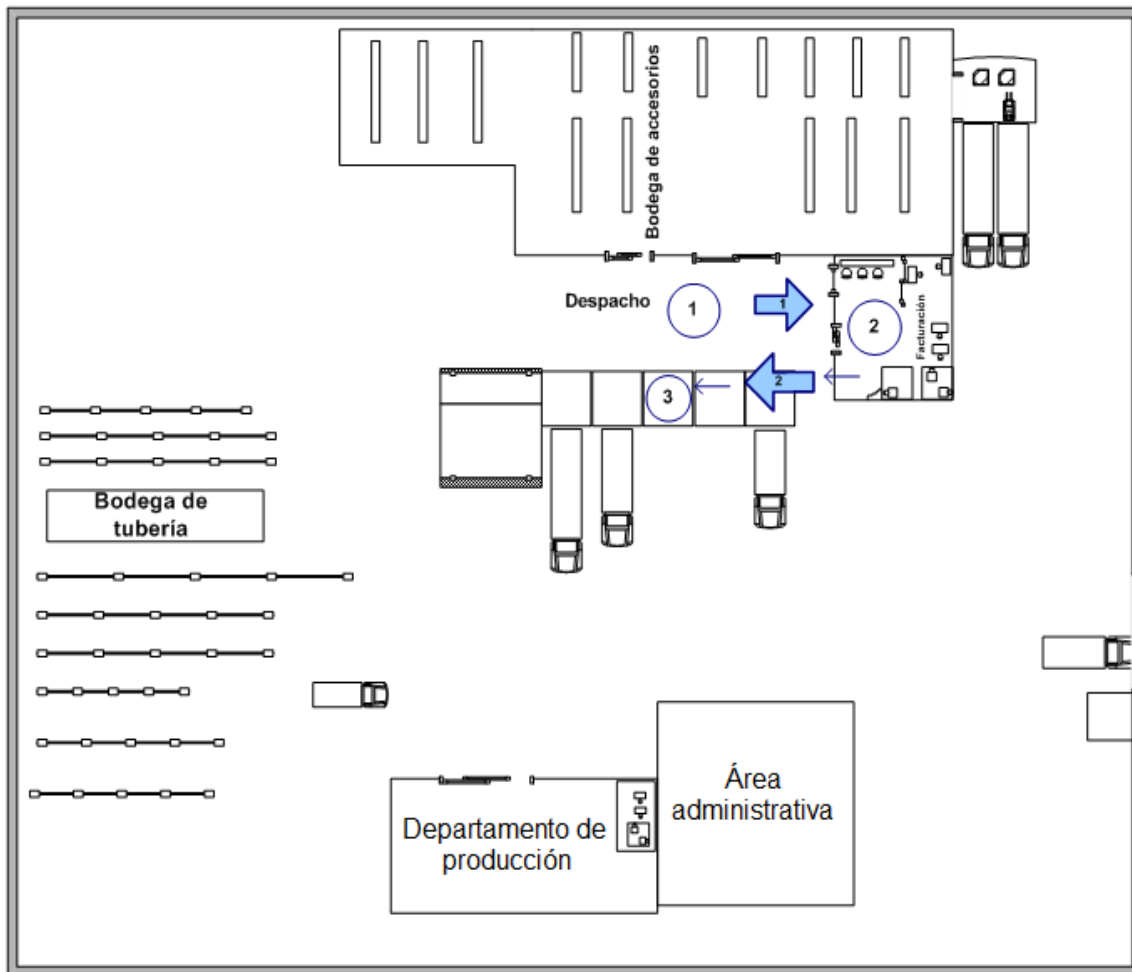 Bodega de accesorios
Despacho
1
1
2
Facturación
2
3
Bodega de
tubería
Área
administrativa
Departamento de
producción